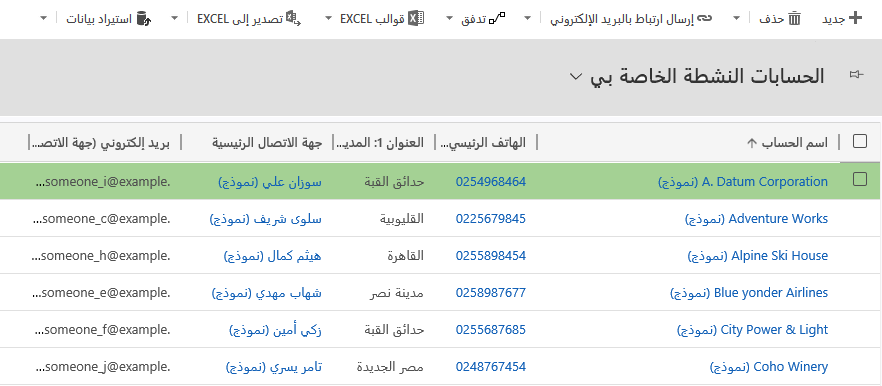 جديد حذف إرسال ارتباط بالبريد الإلكتروني تدفق قوالب EXCEL تصدير إلى EXCEL استيراد بيانات
الحسابات النشطة الخاصة بي
اسم الحساب الهاتف الرئيسي... العنوان 1: المديـ... جهة الاتصال الرئيسية بريد إلكتروني (جهة الاتصـ...
A. Datum Corporation (نموذج) 0254968464 حدائق القبة سوزان علي (نموذج) someone_i@example....
Adventure Works (نموذج) 0225679845 القليوبية سلوى شريف (نموذج) someone_c@example....
Alpine Ski House (نموذج) 0255898454 القاهرة هيثم كمال (نموذج) someone_h@example....
Blue yonder Airlines (نموذج) 0258987677 مدينة نصر شهاب مهدي (نموذج) someone_e@example....
City Power & Light (نموذج) 0255687685 حدائق القبة زكي أمين (نموذج) someone_f@example....
Coho Winery (نموذج) 0248767454 مصر الجديدة تامر يسري (نموذج) someone_j@example....